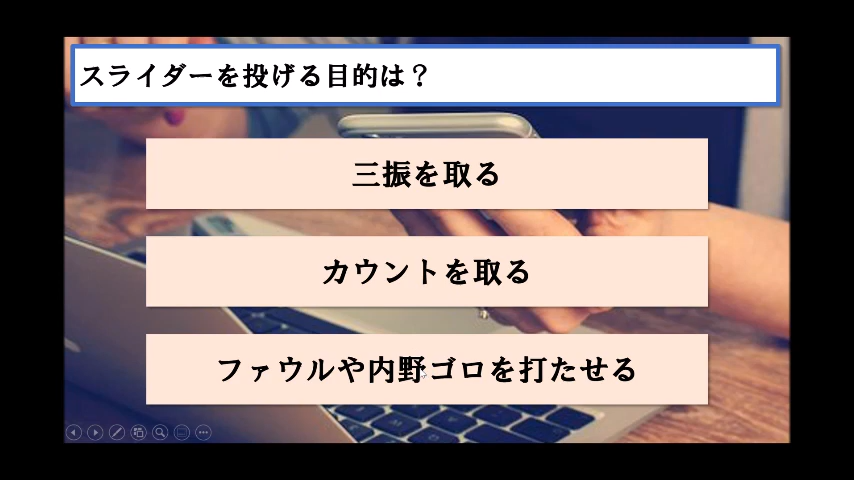 スライダーを投げる目的は？
三振を取る
カウントを取る
ファウルや内野ゴロを打たせる